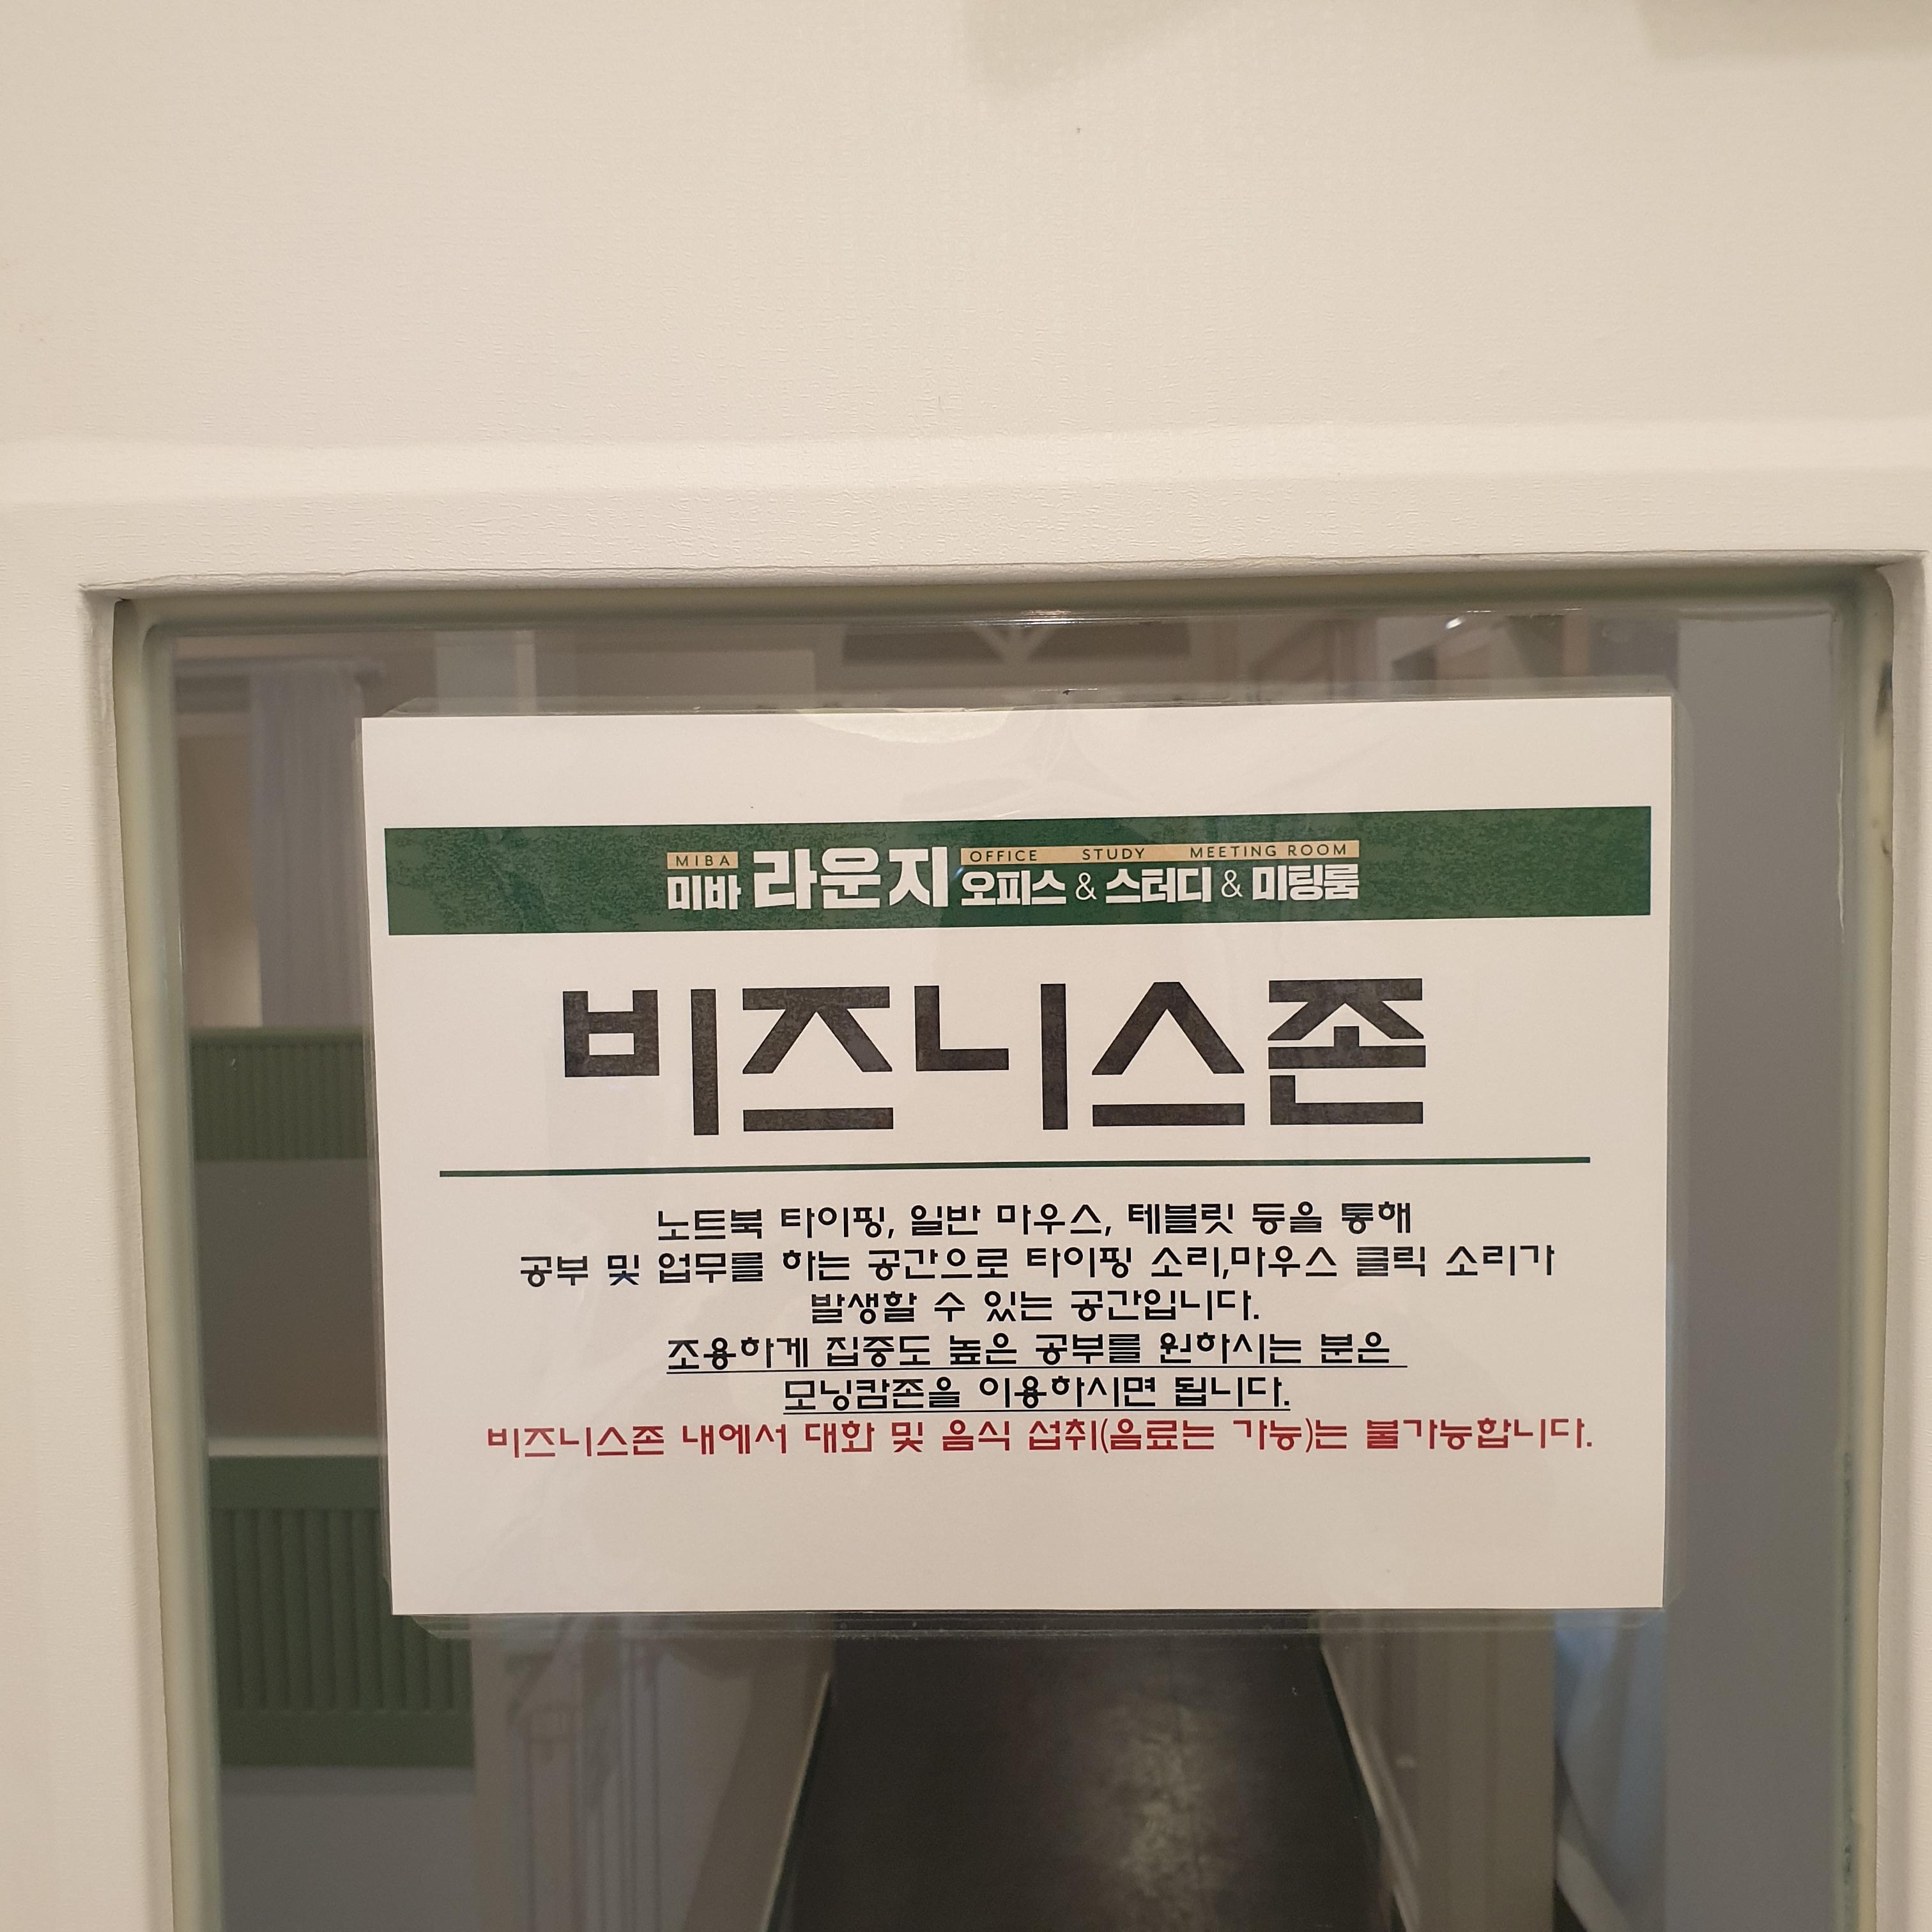 MIBA OFFICE STUDY MEETING ROOM
미바 라운지 오피스 & 스터디 & 미팅룸
비즈니스존
노트북 타이핑, 일반 마우스, 테블릿 등을 통해
공부 및 업무를 하는 공간으로 타이핑 소리,마우스 클릭 소리가
발생할 수 있는 공간입니다.
조용하게 집중도 높은 공부를 원하시는 분은
모닝캄존을 이용하시면 됩니다.
비즈니스존 내에서 대화 및 음식 섭취(음료는 가능)는 불가능합니다.